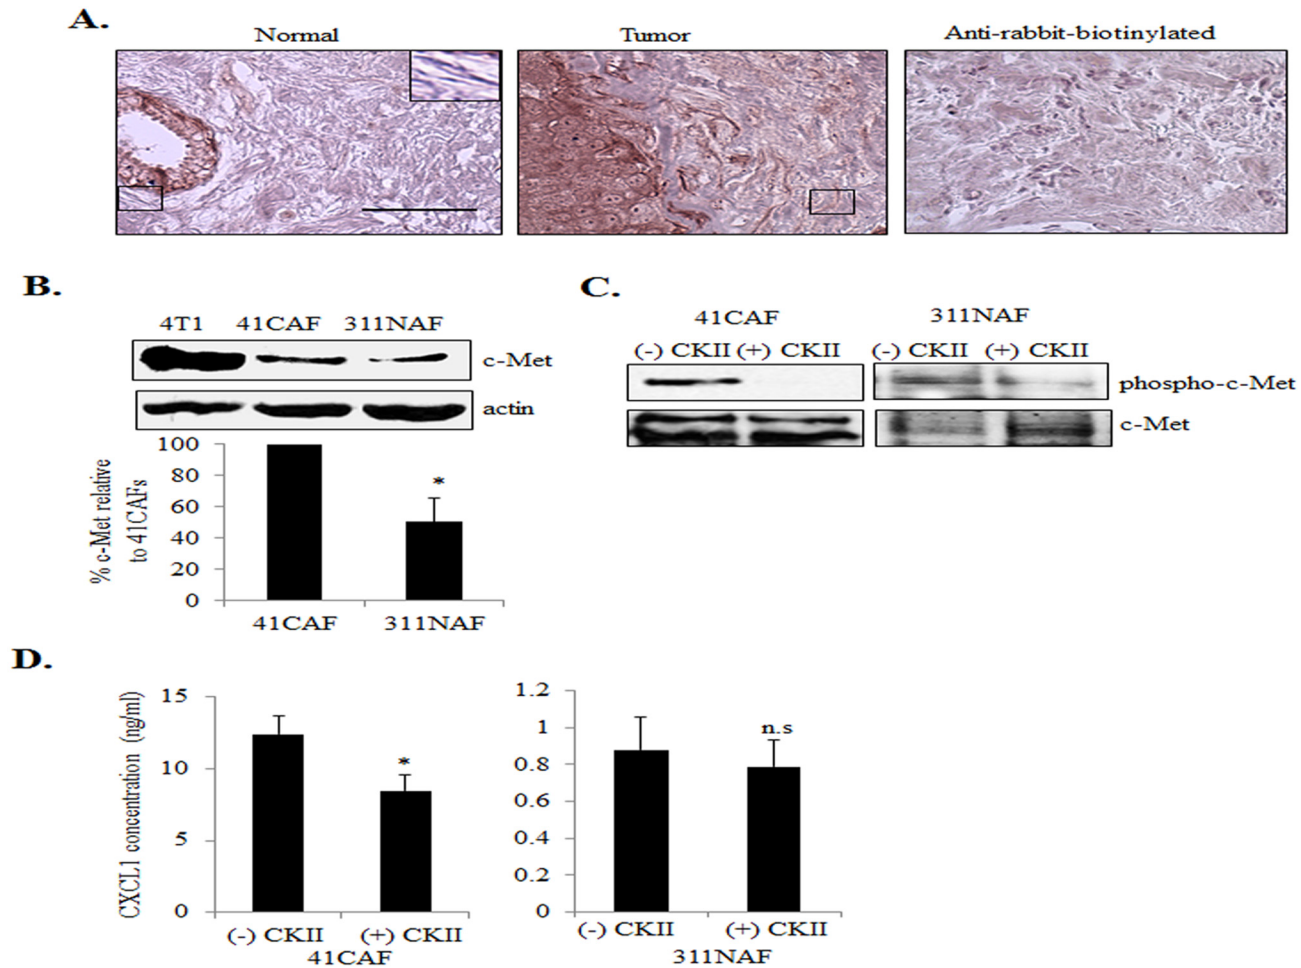 A.
Normal Tumor Anti-rabbit-biotinylated
B.
4T1 41CAF 311NAF
c-Met
actin
% c-Met relative
to 41CAFs
100
80
60
40
20
0
*
41CAF 311NAF
C.
41CAF 311NAF
(-) CKII (+) CKII (-) CKII (+) CKII
phospho-c-Met
c-Met
D.
CXCL1 concentration (ng/ml)
15
10
5
0
*
(-) CKII (+) CKII
41CAF
1.2
1
0.8
0.6
0.4
0.2
0
n.s
(-) CKII (+) CKII
311NAF